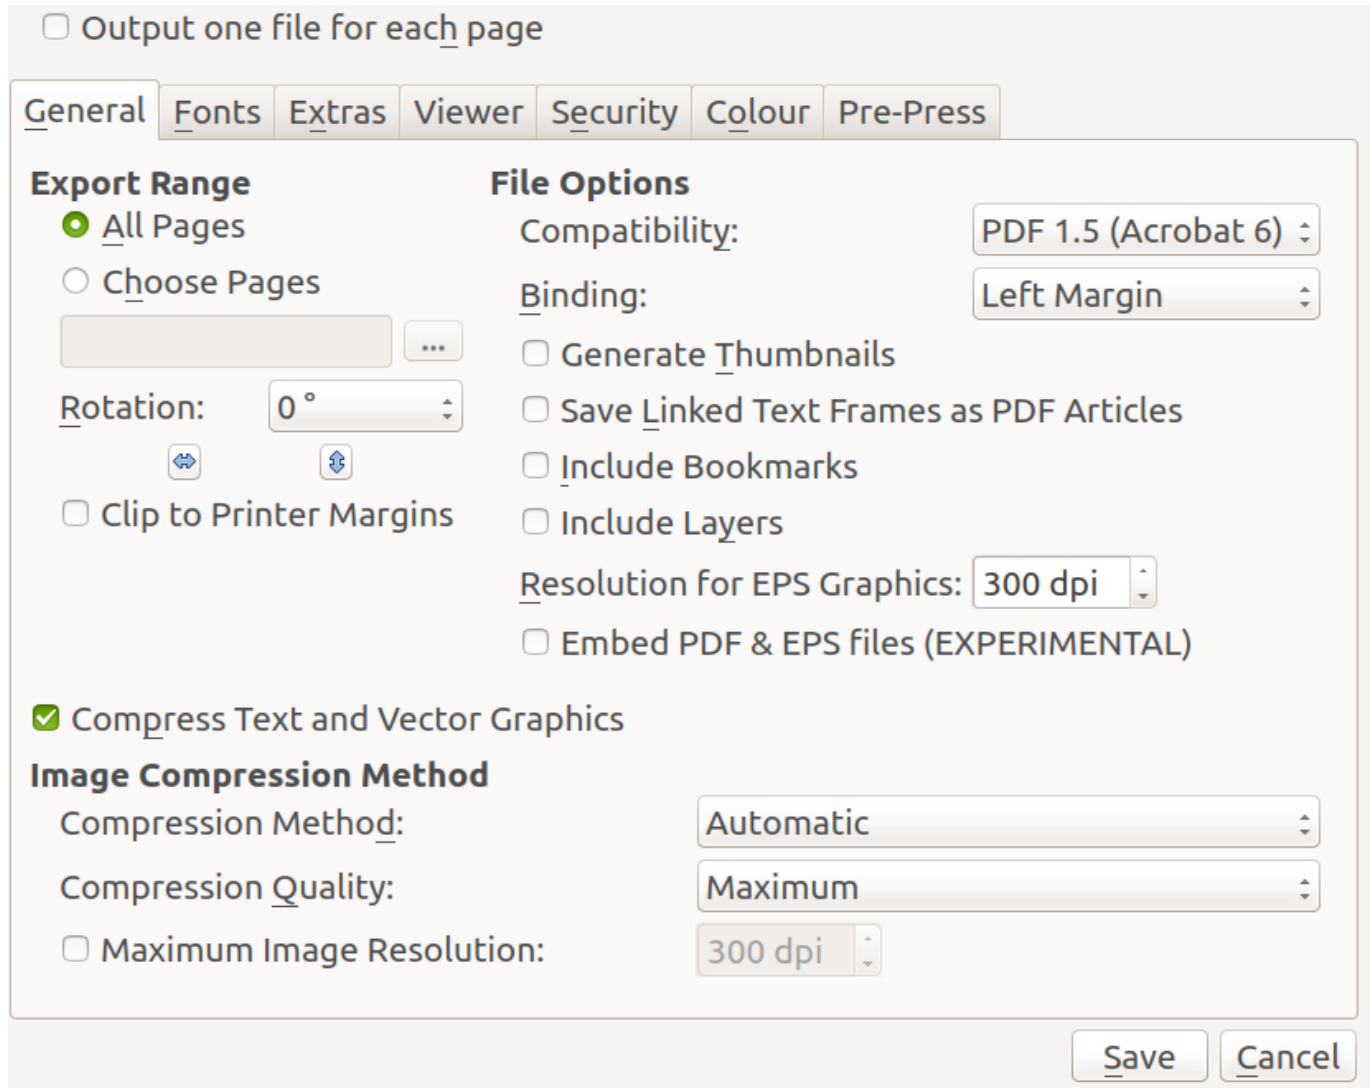 Output one file for each page
General Fonts Extras Viewer Security Colour Pre-Press
Export Range
All Pages
Choose Pages
...
Rotation: 0 °
Clip to Printer Margins
File Options
Compatibility: PDF 1.5 (Acrobat 6)
Binding: Left Margin
Generate Thumbnails
Save Linked Text Frames as PDF Articles
Include Bookmarks
Include Layers
Resolution for EPS Graphics: 300 dpi
Embed PDF & EPS files (EXPERIMENTAL)
Compress Text and Vector Graphics
Image Compression Method
Compression Method: Automatic
Compression Quality: Maximum
Maximum Image Resolution: 300 dpi
Save Cancel